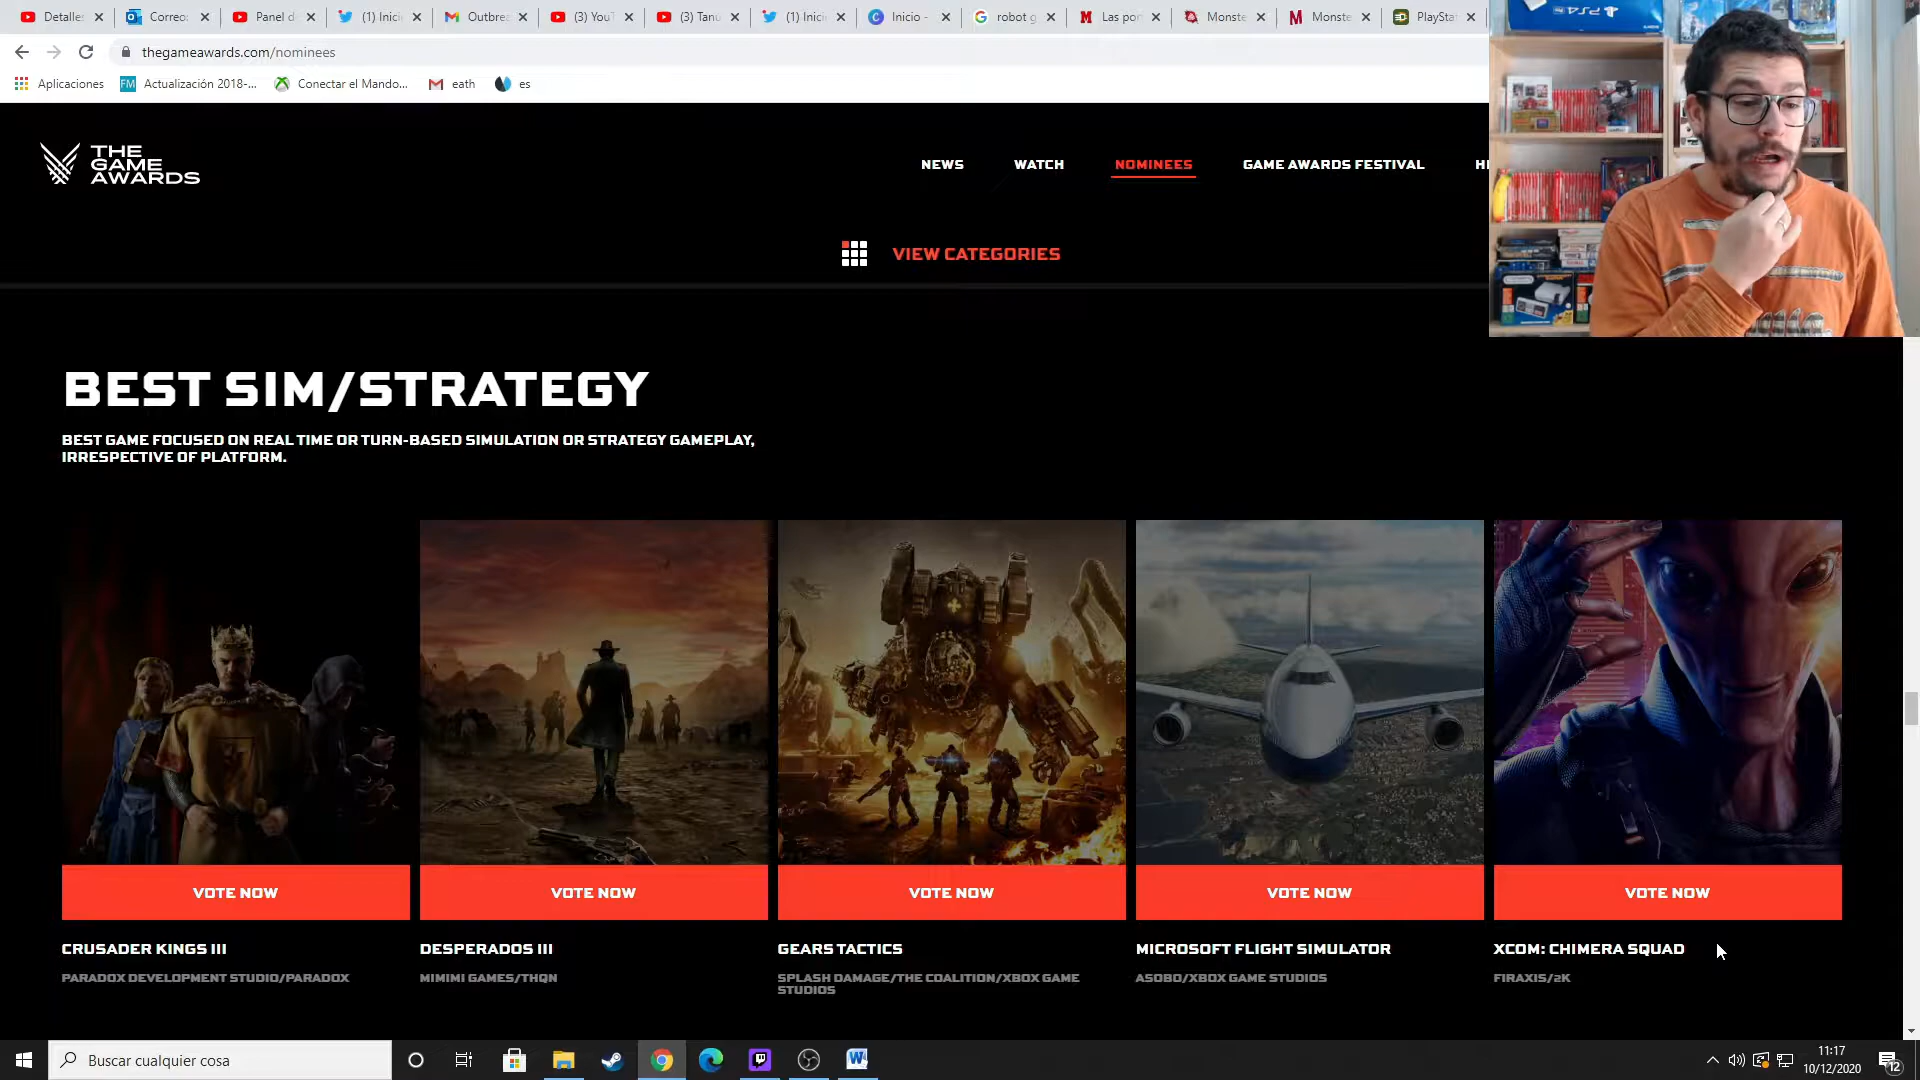 Detalles
Correo:
Panel d
(1) Inici
Outbrea
(3) YouT
(3) Tanu
(1) Inici
Inicio -
robot g
Las por
Monste
Monste
PlaySta
thegameawards.com/nominees
Aplicaciones
FM
Actualización 2018-...
Conectar el Mando...
eath
es
THE
GAME
AWARDS
NEWS
WATCH
NOMINEES
GAME AWARDS FESTIVAL
VIEW CATEGORIES
BEST SIM/STRATEGY
BEST GAME FOCUSED ON REAL TIME OR TURN-BASED SIMULATION OR STRATEGY GAMEPLAY,
IRRESPECTIVE OF PLATFORM.
VOTE NOW
VOTE NOW
VOTE NOW
VOTE NOW
VOTE NOW
CRUSADER KINGS III
PARADOX DEVELOPMENT STUDIO/PARADOX
DESPERADOS III
MIMIMI GAMES/THQN
GEARS TACTICS
SPLASH DAMAGE/THE COALITION/XBOX GAME
STUDIOS
MICROSOFT FLIGHT SIMULATOR
ASOBO/XBOX GAME STUDIOS
XCOM: CHIMERA SQUAD
FIRAXIS/2K
Buscar cualquier cosa
11:17
10/12/2020
12